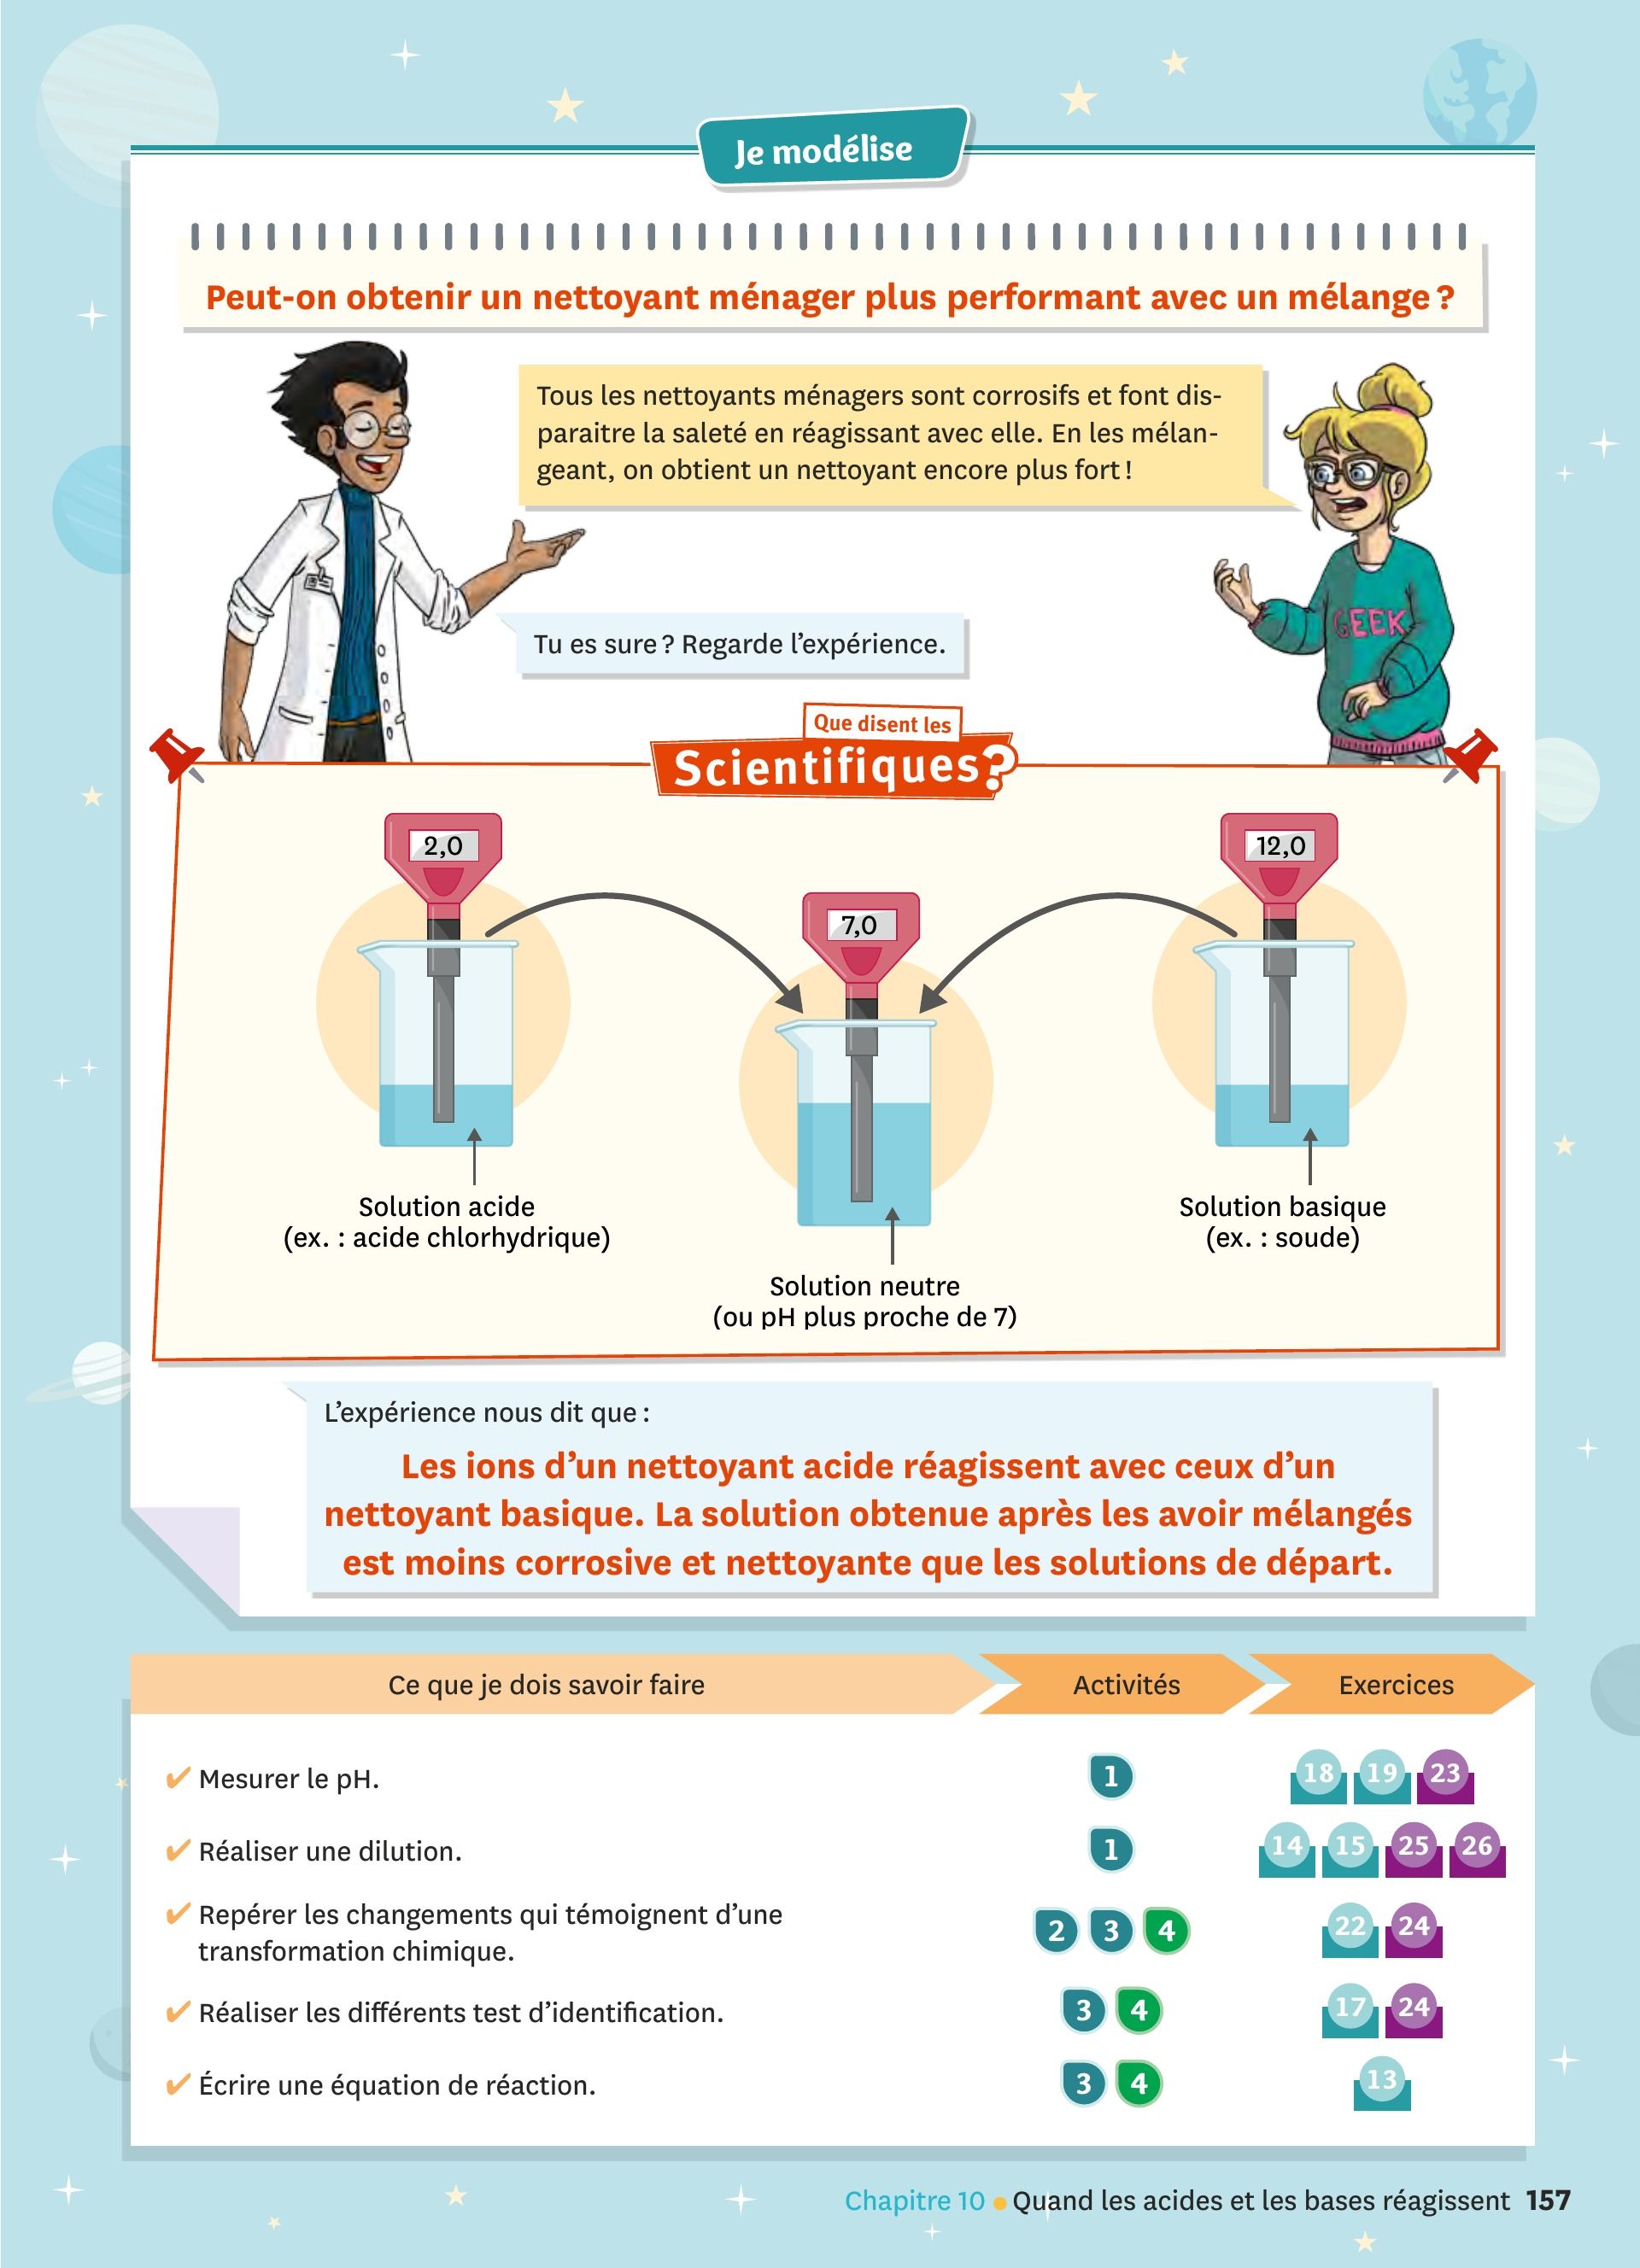 Je modélise
Peut-on obtenir un nettoyant ménager plus performant avec un mélange ?
Tous les nettoyants ménagers sont corrosifs et font dis-
paraitre la saleté en réagissant avec elle. En les mélan-
geant, on obtient un nettoyant encore plus fort !
GEEK
Tu es sure ? Regarde l'expérience.
Que disent les
Scientifiques?
2,0
12,0
7,0
Solution acide
(ex. : acide chlorhydrique)
Solution basique
(ex. : soude)
Solution neutre
(ou pH plus proche de 7)
L'expérience nous dit que :
Les ions d'un nettoyant acide réagissent avec ceux d'un
nettoyant basique. La solution obtenue après les avoir mélangés
est moins corrosive et nettoyante que les solutions de départ.
Ce que je dois savoir faire Activités Exercices
✔ Mesurer le pH. 1 18 19 23
✔ Réaliser une dilution. 1 14 15 25 26
✔ Repérer les changements qui témoignent d'une
transformation chimique. 2 3 4 22 24
✔ Réaliser les différents test d'identification. 3 4 17 24
✔ Écrire une équation de réaction. 3 4 13
Chapitre 10 • Quand les acides et les bases réagissent 157